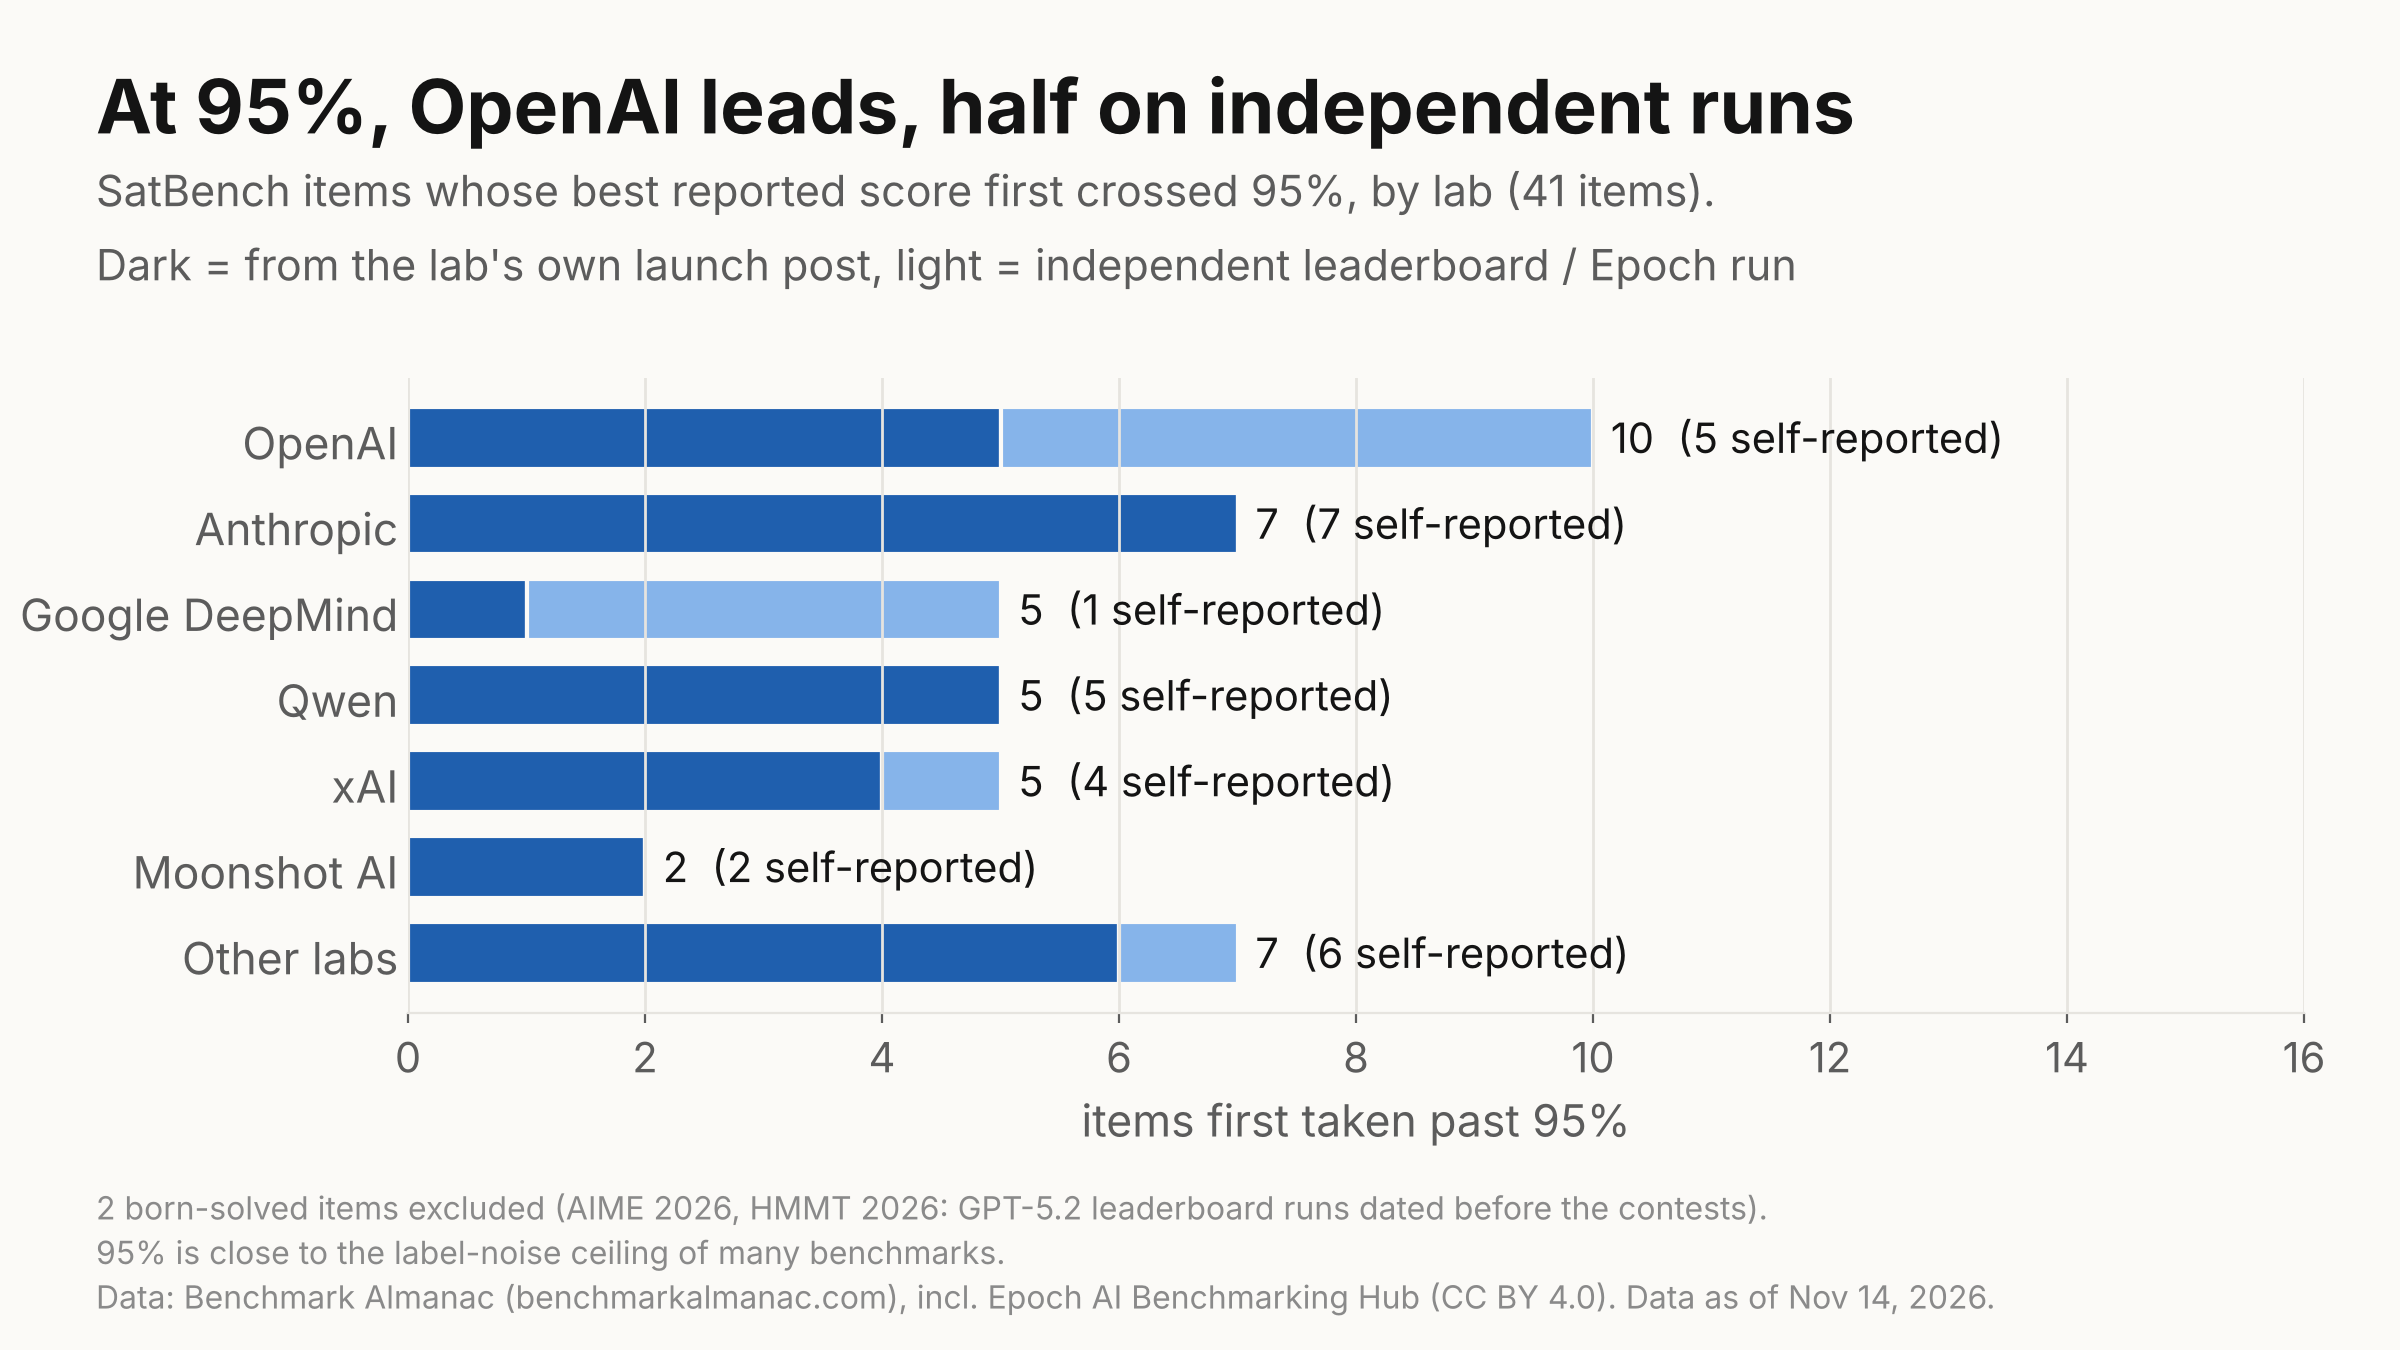 At 95%, OpenAI leads, half on independent runs
SatBench items whose best reported score first crossed 95%, by lab (41 items).
Dark = from the lab's own launch post, light = independent leaderboard / Epoch run
OpenAI 10 (5 self-reported)
Anthropic 7 (7 self-reported)
Google DeepMind 5 (1 self-reported)
Qwen 5 (5 self-reported)
xAI 5 (4 self-reported)
Moonshot AI 2 (2 self-reported)
Other labs 7 (6 self-reported)
0 2 4 6 8 10 12 14 16
items first taken past 95%
2 born-solved items excluded (AIME 2026, HMMT 2026: GPT-5.2 leaderboard runs dated before the contests).
95% is close to the label-noise ceiling of many benchmarks.
Data: Benchmark Almanac (benchmarkalmanac.com), incl. Epoch AI Benchmarking Hub (CC BY 4.0). Data as of Nov 14, 2026.